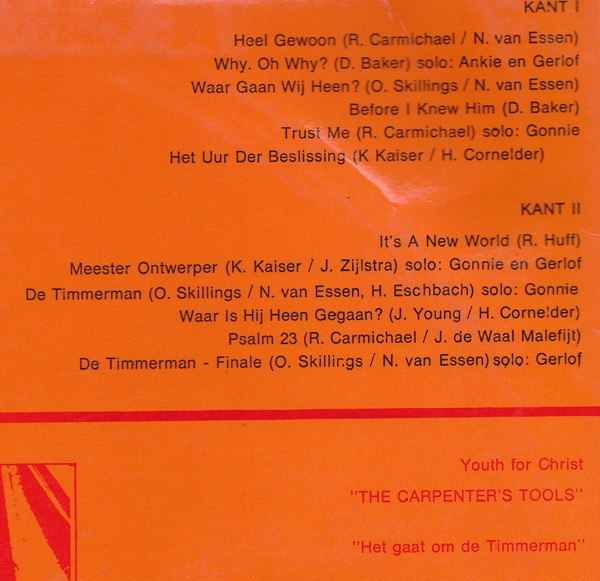 KANT I
Heel Gewoon (R. Carmichael / N. van Essen)
Why. Oh Why? (D. Baker) solo: Ankie en Gerlof
Waar Gaan Wij Heen? (O. Skillings / N. van Essen)
Before I Knew Him (D. Baker)
Trust Me (R. Carmichael) solo: Gonnie
Het Uur Der Beslissing (K Kaiser / H. Cornelder)
KANT II
It's A New World (R. Huff)
Meester Ontwerper (K. Kaiser / J. Zijlstra) solo: Gonnie en Gerlof
De Timmerman (O. Skillings / N. van Essen, H. Eschbach) solo: Gonnie
Waar Is Hij Heen Gegaan? (J. Young / H. Cornelder)
Psalm 23 (R. Carmichael / J. de Waal Malefijt)
De Timmerman - Finale (O. Skillings / N. van Essen) solo: Gerlof
Youth for Christ
"THE CARPENTER'S TOOLS"
"Het gaat om de Timmerman"